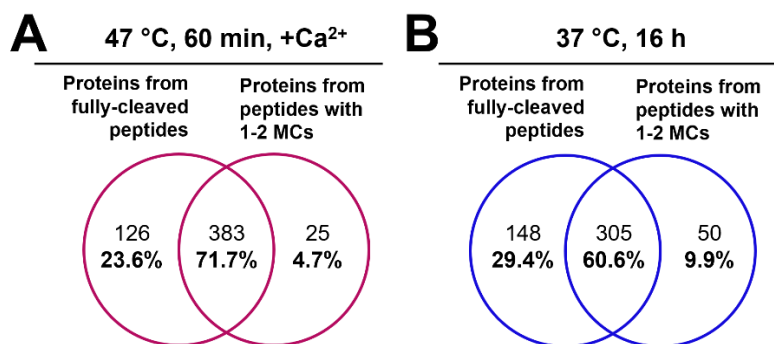 A
47 °C, 60 min, +Ca²⁺
Proteins from
fully-cleaved
peptides
Proteins from
peptides with
1-2 MCs
126
23.6%
383
71.7%
25
4.7%
B
37 °C, 16 h
Proteins from
fully-cleaved
peptides
Proteins from
peptides with
1-2 MCs
148
29.4%
305
60.6%
50
9.9%